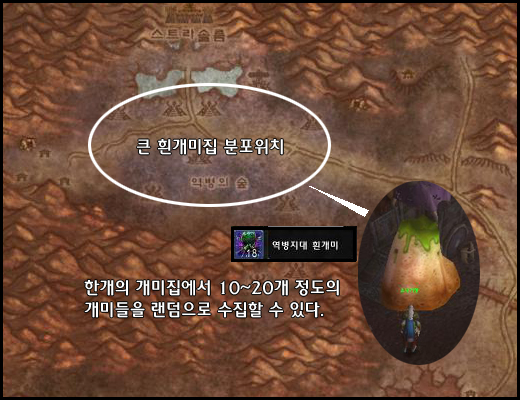 스트라솔름
큰 흰개미집 분포위치
역병의 숲
18
역병지대 흰개미
한개의 개미집에서 10~20개 정도의
개미들을 랜덤으로 수집할 수 있다.